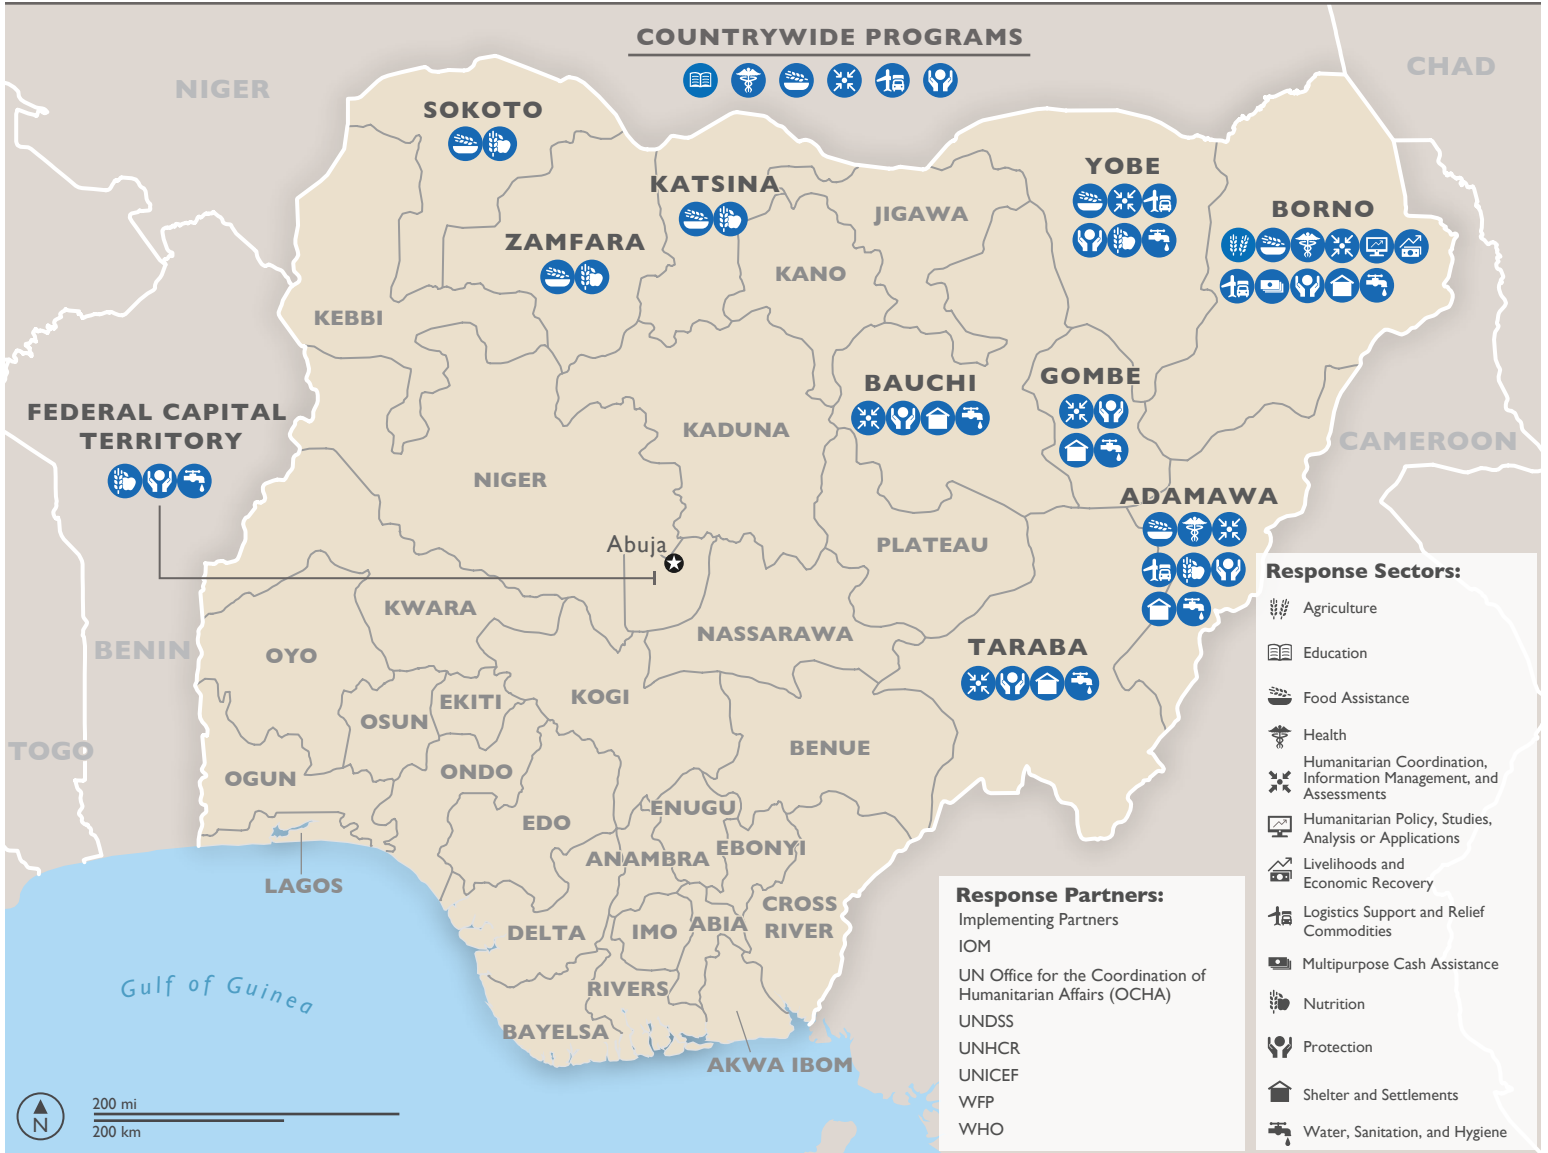 COUNTRYWIDE PROGRAMS
NIGER
CHAD
SOKOTO
YOBE
KATSINA
BORNO
JIGAWA
ZAMFARA
KANO
KEBBI
BAUCHI
GOMBE
FEDERAL CAPITAL
TERRITORY
KADUNA
CAMEROON
NIGER
ADAMAWA
Abuja
PLATEAU
KWARA
NASSARAWA
BENIN
OYO
TARABA
EKITI
KOGI
OSUN
TOGO
BENUE
OGUN
ONDO
ENUGU
EDO
EBONYI
ANAMBRA
LAGOS
CROSS
RIVER
ABIA
DELTA
IMO
RIVERS
Gulf of Guinea
BAYELSA
AKWA IBOM
N
200 mi
200 km
Response Partners:
Implementing Partners
IOM
UN Office for the Coordination of
Humanitarian Affairs (OCHA)
UNDSS
UNHCR
UNICEF
WFP
WHO
Response Sectors:
Agriculture
Education
Food Assistance
Health
Humanitarian Coordination,
Information Management, and
Assessments
Humanitarian Policy, Studies,
Analysis or Applications
Livelihoods and
Economic Recovery
Logistics Support and Relief
Commodities
Multipurpose Cash Assistance
Nutrition
Protection
Shelter and Settlements
Water, Sanitation, and Hygiene